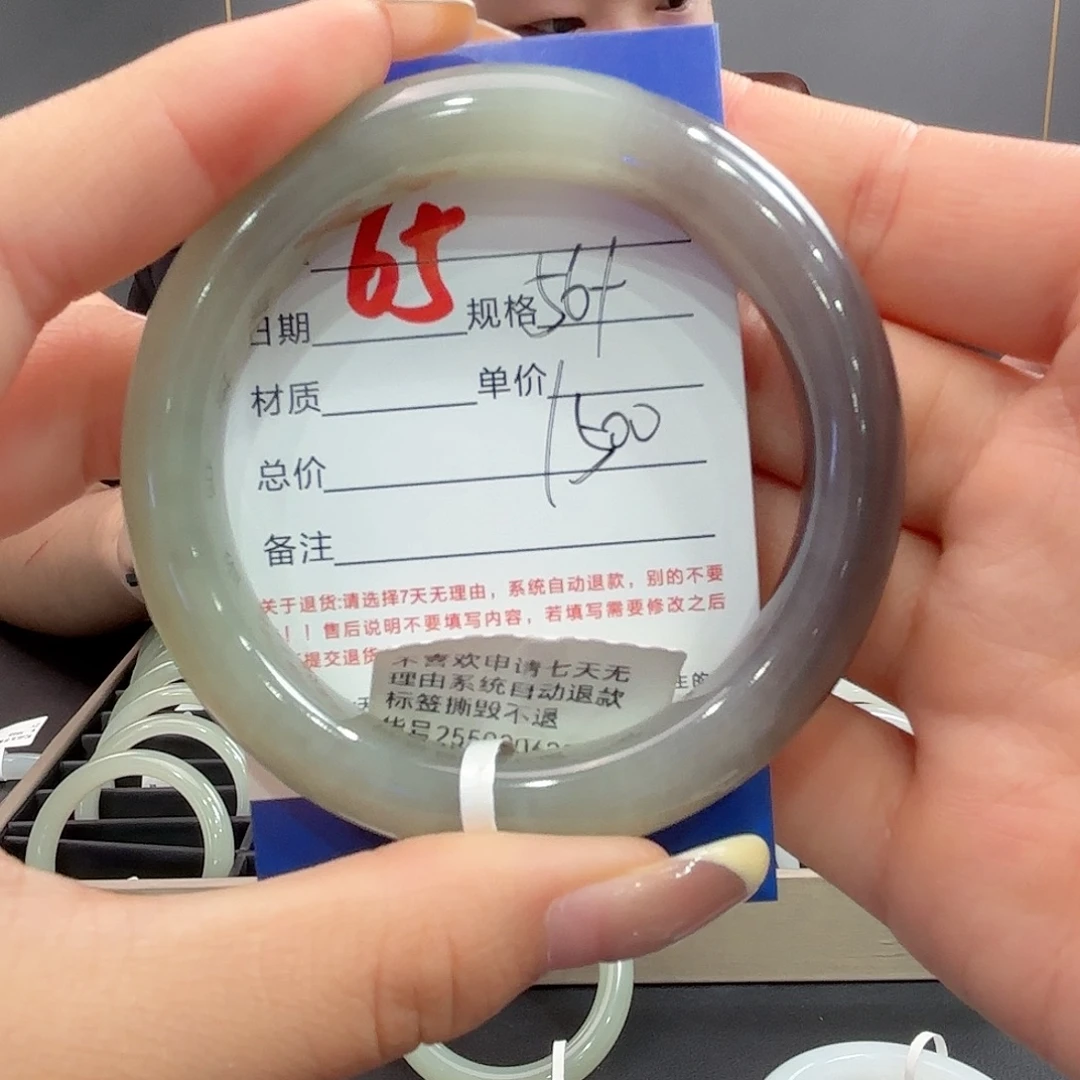 65
日期 规格 56+
材质 单价
1500
总价
备注
关于退货:请选择7天无理由，系统自动退款，别的不要
！！售后说明不要填写内容，若填写需要修改之后
提交退货
喜欢申请七天无
理由系统自动退款
标签撕毁不退
货号